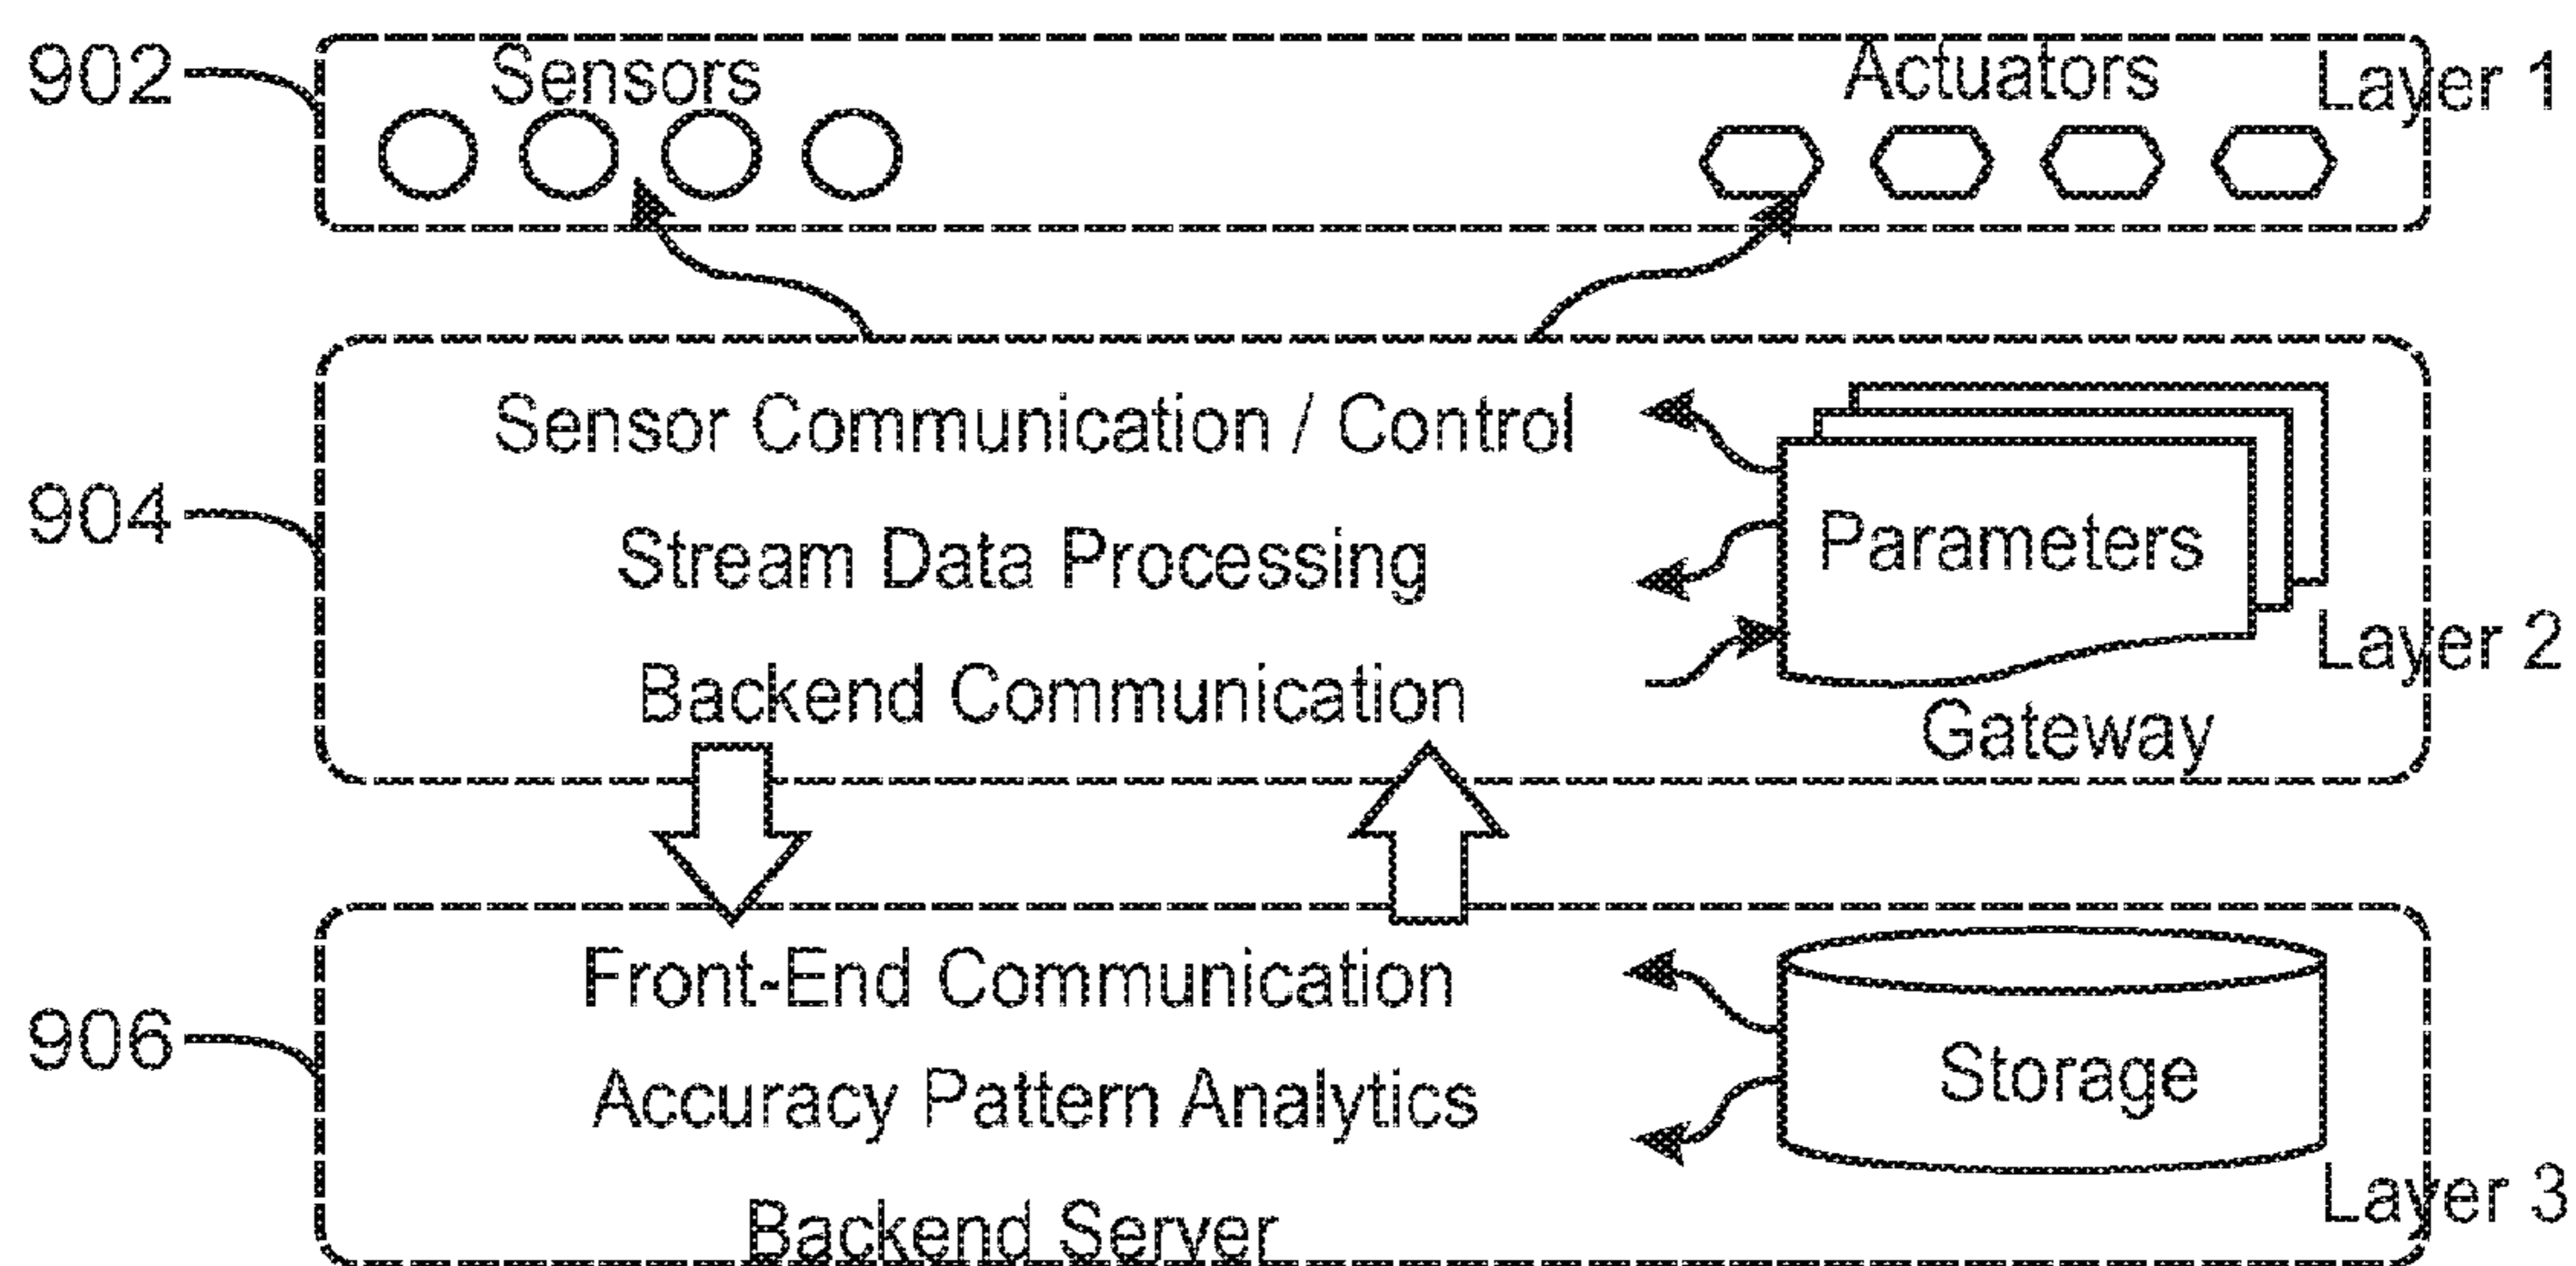 902
Sensors
Actuators
Layer 1
904
Sensor Communication / Control
Stream Data Processing
Parameters
Layer 2
Backend Communication
Gateway
906
Front-End Communication
Storage
Accuracy Pattern Analytics
Layer 3
Backend Server